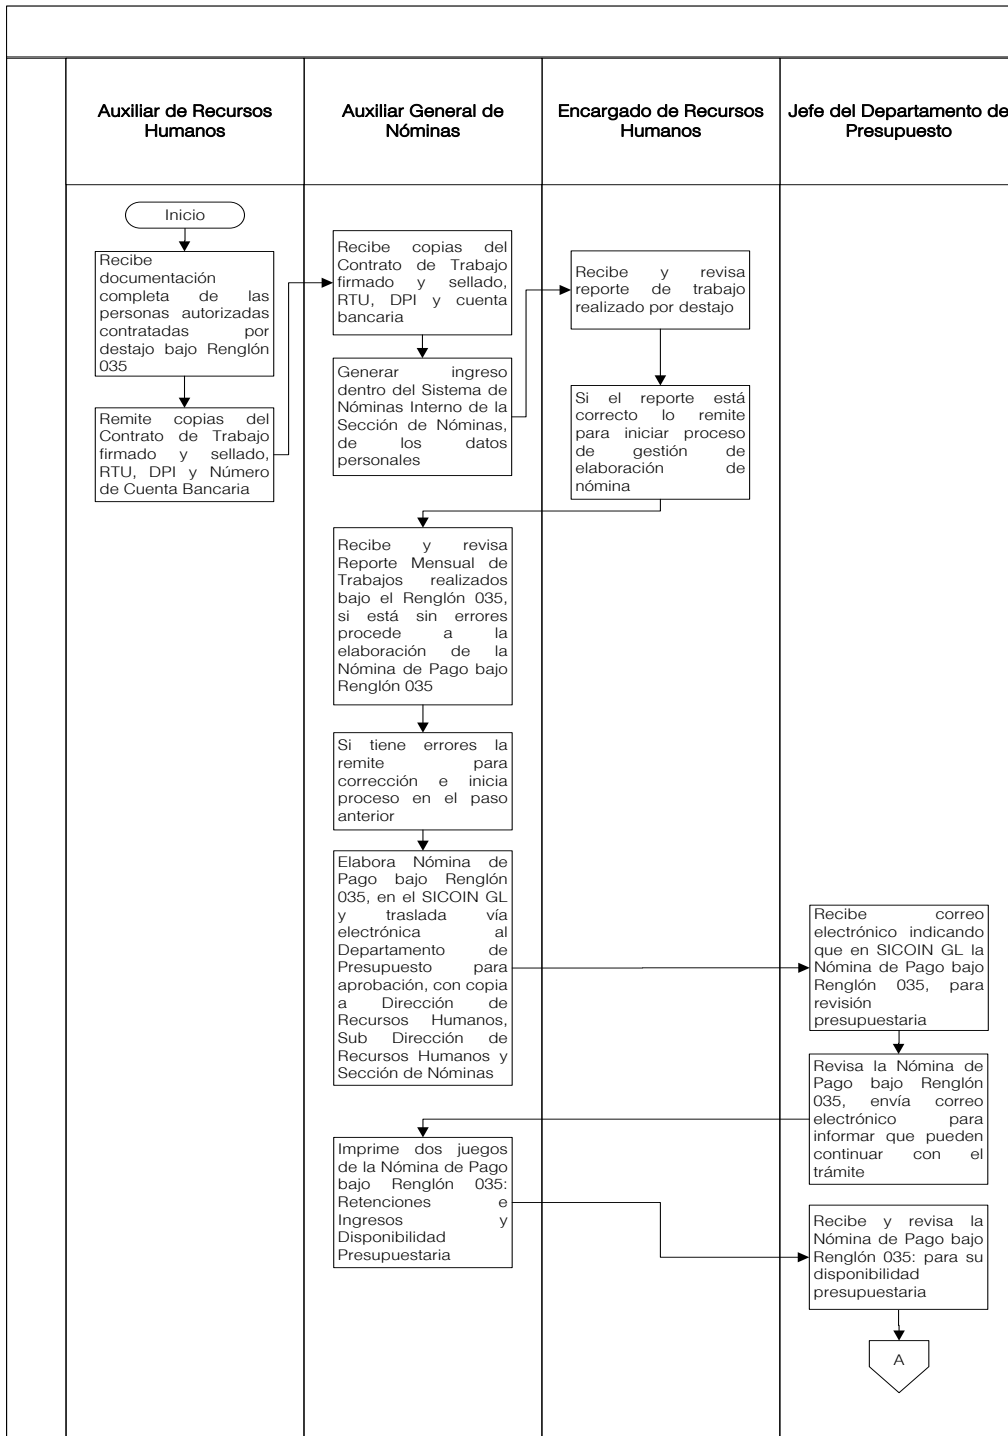 Auxiliar de Recursos
Humanos
Auxiliar General de
Nóminas
Encargado de Recursos
Humanos
Jefe del Departamento de
Presupuesto
Inicio
Recibe
documentación
completa de las
personas autorizadas
contratadas por
destajo bajo Renglón
035
Remite copias del
Contrato de Trabajo
firmado y sellado,
RTU, DPI y Número
de Cuenta Bancaria
Recibe copias del
Contrato de Trabajo
firmado y sellado,
RTU, DPI y cuenta
bancaria
Generar ingreso
dentro del Sistema de
Nóminas Interno de la
Sección de Nóminas,
de los datos
personales
Recibe y revisa
reporte de trabajo
realizado por destajo
Si el reporte está
correcto lo remite
para iniciar proceso
de gestión de
elaboración de
nómina
Recibe y revisa
Reporte Mensual de
Trabajos realizados
bajo el Renglón 035,
si está sin errores
procede a la
elaboración de la
Nómina de Pago bajo
Renglón 035
Si tiene errores la
remite para
corrección e inicia
proceso en el paso
anterior
Elabora Nómina de
Pago bajo Renglón
035, en el SICOIN GL
y traslada vía
electrónica al
Departamento de
Presupuesto para
aprobación, con copia
a Dirección de
Recursos Humanos,
Sub Dirección de
Recursos Humanos y
Sección de Nóminas
Recibe correo
electrónico indicando
que en SICOIN GL la
Nómina de Pago bajo
Renglón 035, para
revisión
presupuestaria
Revisa la Nómina de
Pago bajo Renglón
035, envía correo
electrónico para
informar que pueden
continuar con el
trámite
Imprime dos juegos
de la Nómina de Pago
bajo Renglón 035:
Retenciones e
Ingresos y
Disponibilidad
Presupuestaria
Recibe y revisa la
Nómina de Pago bajo
Renglón 035: para su
disponibilidad
presupuestaria
A